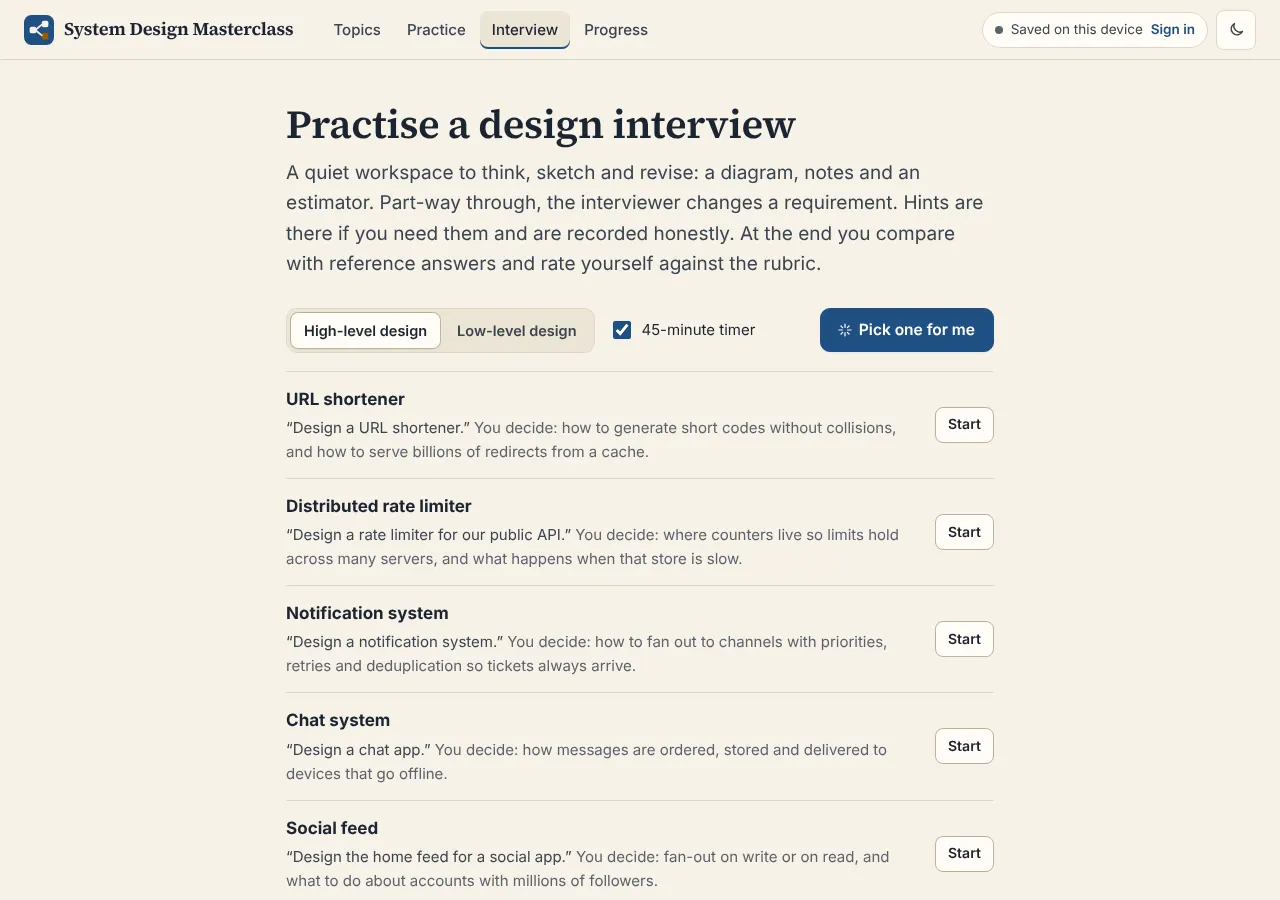 System Design Masterclass
Topics
Practice
Interview
Progress
Saved on this device Sign in
Practise a design interview
A quiet workspace to think, sketch and revise: a diagram, notes and an
estimator. Part-way through, the interviewer changes a requirement. Hints are
there if you need them and are recorded honestly. At the end you compare
with reference answers and rate yourself against the rubric.
High-level design
Low-level design
45-minute timer
Pick one for me
URL shortener
“Design a URL shortener.” You decide: how to generate short codes without collisions,
and how to serve billions of redirects from a cache.
Start
Distributed rate limiter
“Design a rate limiter for our public API.” You decide: where counters live so limits hold
across many servers, and what happens when that store is slow.
Start
Notification system
“Design a notification system.” You decide: how to fan out to channels with priorities,
retries and deduplication so tickets always arrive.
Start
Chat system
“Design a chat app.” You decide: how messages are ordered, stored and delivered to
devices that go offline.
Start
Social feed
“Design the home feed for a social app.” You decide: fan-out on write or on read, and
what to do about accounts with millions of followers.
Start